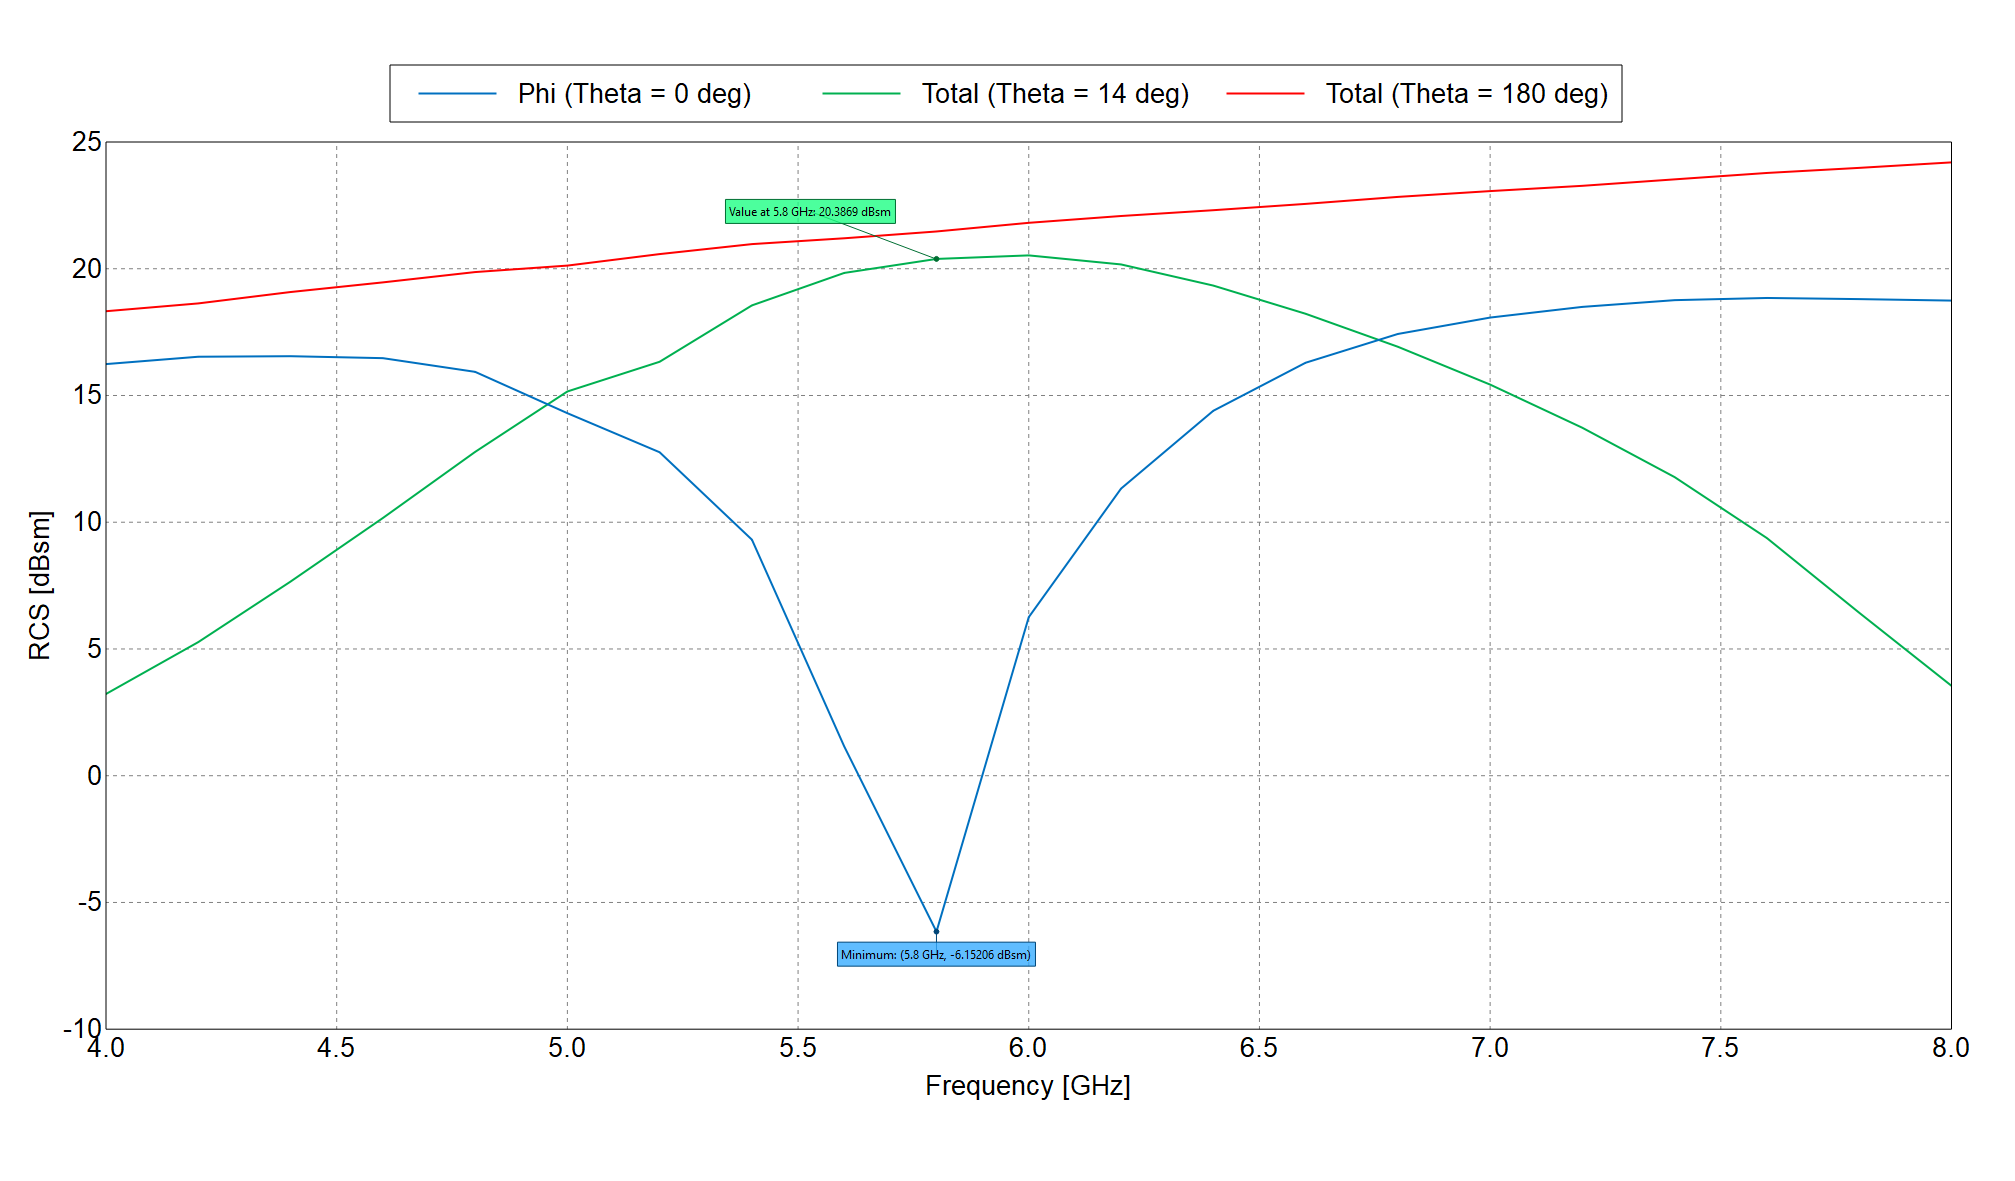 Phi (Theta = 0 deg) Total (Theta = 14 deg) Total (Theta = 180 deg)
25
Value at 5.8 GHz: 20.3869 dBsm
20
15
10
RCS [dBsm]
5
0
-5
Minimum: (5.8 GHz, -6.15206 dBsm)
-10
4.0 4.5 5.0 5.5 6.0 6.5 7.0 7.5 8.0
Frequency [GHz]